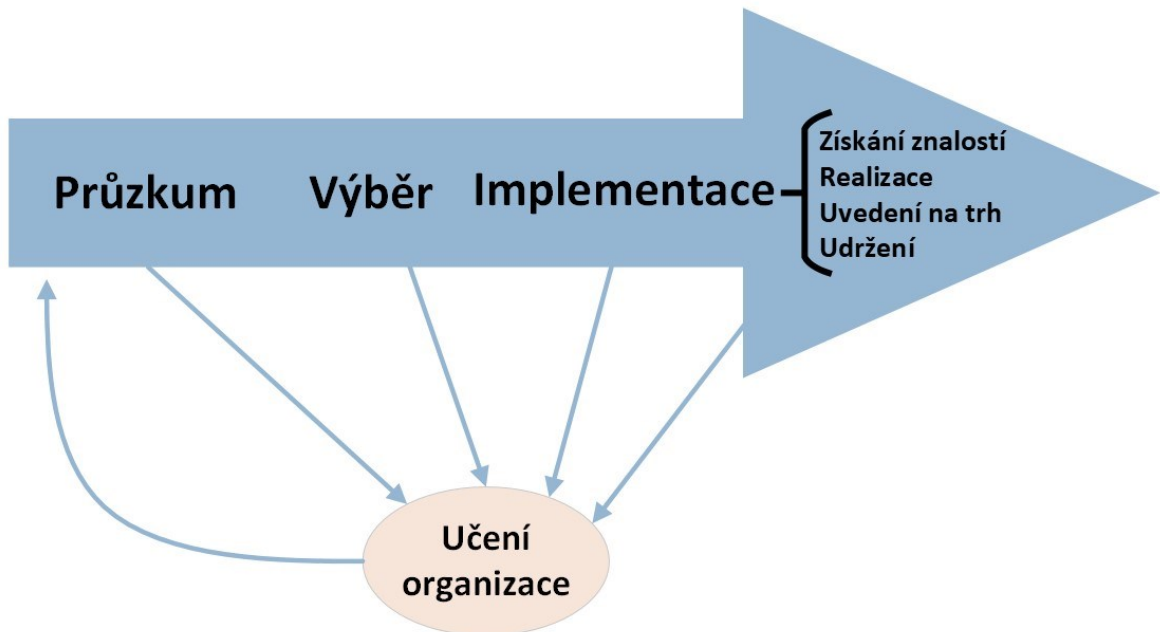 Průzkum
Výběr
Implementace
Získání znalostí
Realizace
Uvedení na trh
Udržení
Učení
organizace